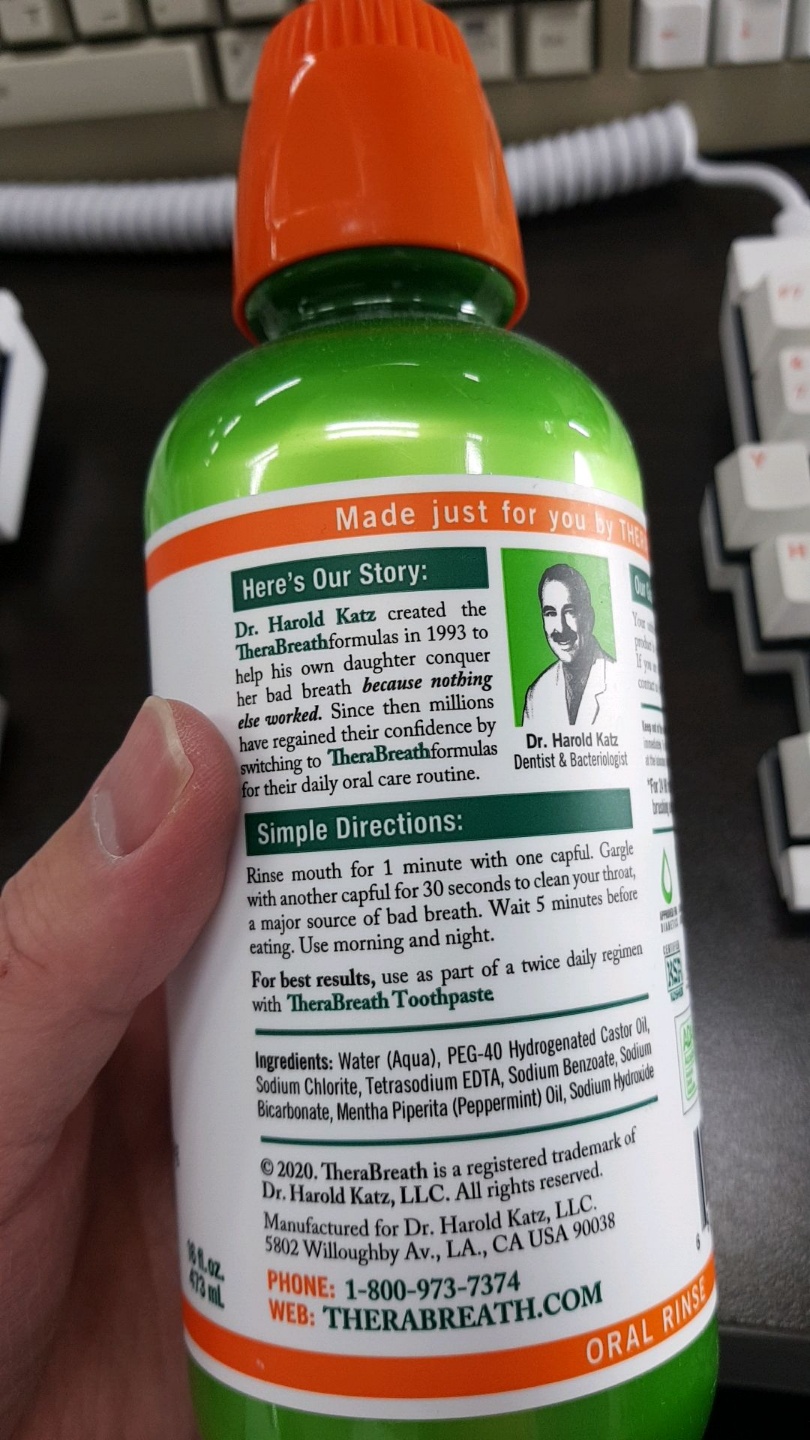 Made just for you by THER
Here's Our Story:
Dr. Harold Katz created the
TheraBreathformulas in 1993 to
help his own daughter conquer
her bad breath because nothing
else worked. Since then millions
have regained their confidence by
switching to TheraBreathformulas
for their daily oral care routine.
Dr. Harold Katz
Dentist & Bacteriologist
Simple Directions:
Rinse mouth for 1 minute with one capful. Gargle
with another capful for 30 seconds to clean your throat,
a major source of bad breath. Wait 5 minutes before
eating. Use morning and night.
For best results, use as part of a twice daily regimen
with TheraBreath Toothpaste
Ingredients: Water (Aqua), PEG-40 Hydrogenated Castor Oil,
Sodium Chlorite, Tetrasodium EDTA, Sodium Benzoate, Sodium
Bicarbonate, Mentha Piperita (Peppermint) Oil, Sodium Hydroxide
© 2020. TheraBreath is a registered trademark of
Dr. Harold Katz, LLC. All rights reserved.
Manufactured for Dr. Harold Katz, LLC.
5802 Willoughby Av., LA., CA USA 90038
PHONE: 1-800-973-7374
WEB: THERABREATH.COM
16 fl.oz.
473 mL
ORAL RINSE
Our
Your
If you
6